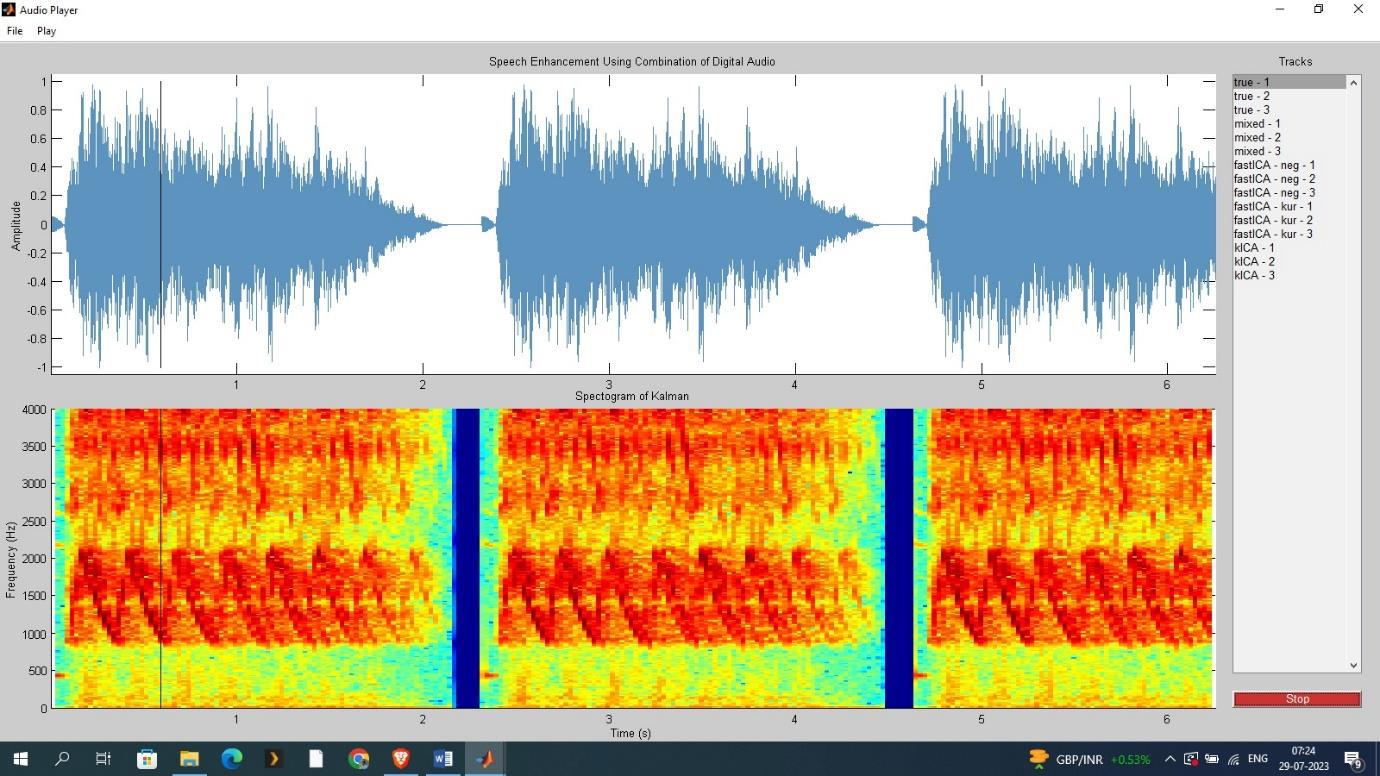 Audio Player
File Play
Speech Enhancement Using Combination of Digital Audio
Tracks
1
0.8
0.6
0.4
0.2
0
-0.2
-0.4
-0.6
-0.8
-1
Amplitude
1 2 3 4 5 6
true - 1
true - 2
true - 3
mixed - 1
mixed - 2
mixed - 3
fastICA - neg - 1
fastICA - neg - 2
fastICA - neg - 3
fastICA - kur - 1
fastICA - kur - 2
fastICA - kur - 3
kICA - 1
kICA - 2
kICA - 3
Spectogram of Kalman
4000
3500
3000
2500
2000
1500
1000
500
0
Frequency (Hz)
1 2 3 4 5 6
Time (s)
Stop
GBP/INR +0.53% ENG
07:24
29-07-2023
9